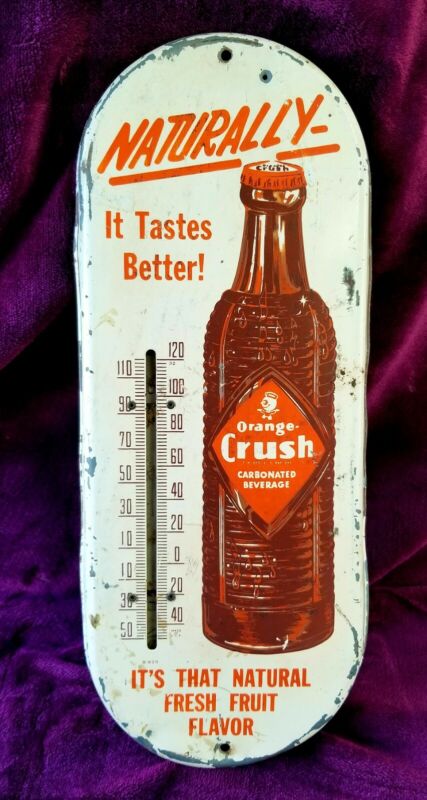 NATURALLY-
It Tastes
Better!
Crush
Orange-
Crush
CARBONATED
BEVERAGE
120
110
100
90
80
70
60
50
40
30
20
10
0
10
20
30
40
50
IT'S THAT NATURAL
FRESH FRUIT
FLAVOR